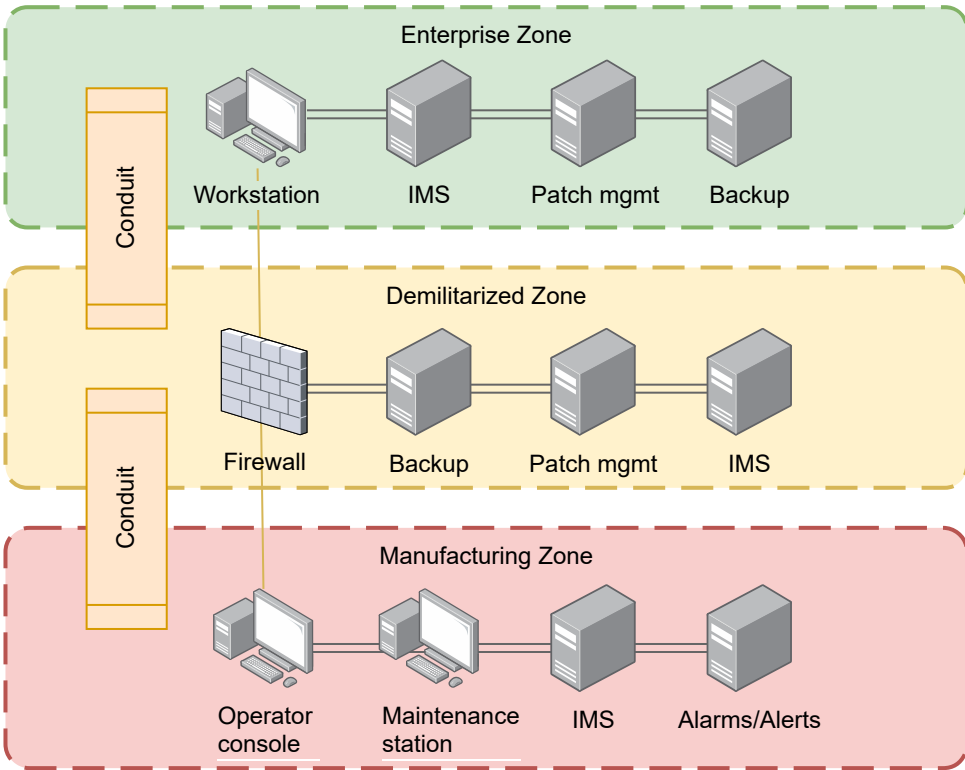 Enterprise Zone
Conduit
Workstation
IMS
Patch mgmt
Backup
Demilitarized Zone
Firewall
Backup
Patch mgmt
IMS
Conduit
Manufacturing Zone
Operator
console
Maintenance
station
IMS
Alarms/Alerts